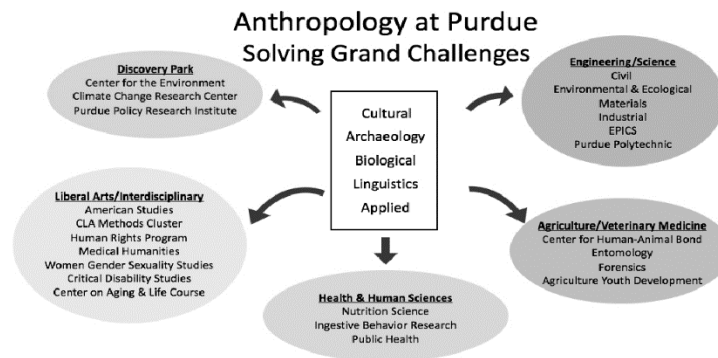 Anthropology at Purdue
Solving Grand Challenges
Discovery Park
Center for the Environment
Climate Change Research Center
Purdue Policy Research Institute
Cultural
Archaeology
Biological
Linguistics
Applied
Engineering/Science
Civil
Environmental & Ecological
Materials
Industrial
EPICS
Purdue Polytechnic
Liberal Arts/Interdisciplinary
American Studies
CLA Methods Cluster
Human Rights Program
Medical Humanities
Women Gender Sexuality Studies
Critical Disability Studies
Center on Aging & Life Course
Agriculture/Veterinary Medicine
Center for Human-Animal Bond
Entomology
Forensics
Agriculture Youth Development
Health & Human Sciences
Nutrition Science
Ingestive Behavior Research
Public Health